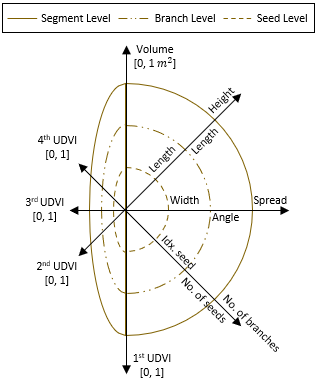 Segment Level Branch Level Seed Level
Volume
[0, 1 m²]
Height
Length
Length
4th UDVI
[0, 1]
3rd UDVI
[0, 1]
Width
Spread
Angle
2nd UDVI
[0, 1]
Idx. seed
No. of seeds
No. of branches
1st UDVI
[0, 1]